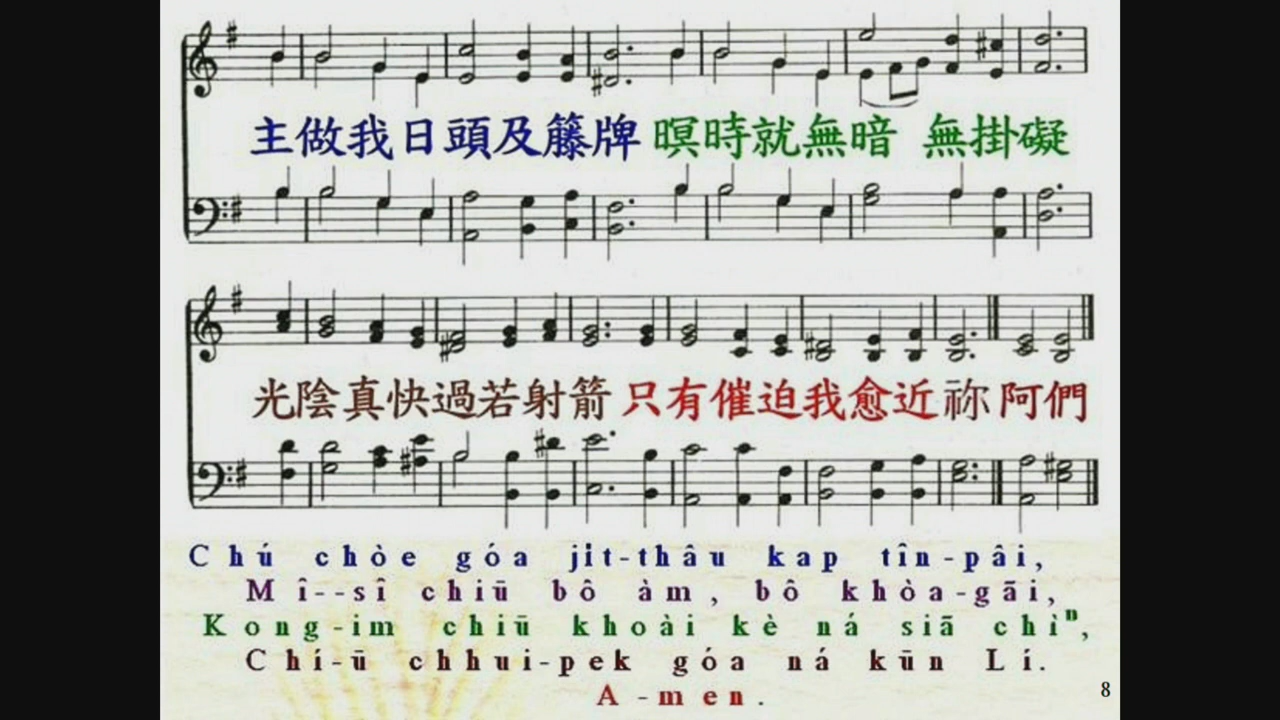 主做我日頭及籐牌 暝時就無暗 無掛礙
光陰真快過若射箭 只有催迫我愈近祢 阿們
Chú chòe góa ji̍t-thâu kap tîn-pâi,
Mî--sî chiū bô àm, bô khòa-gāi,
Kong-im chiū khoài kè ná siā chìⁿ,
Chí-ū chhui-pek góa ná kūn Lí.
A-men.
8